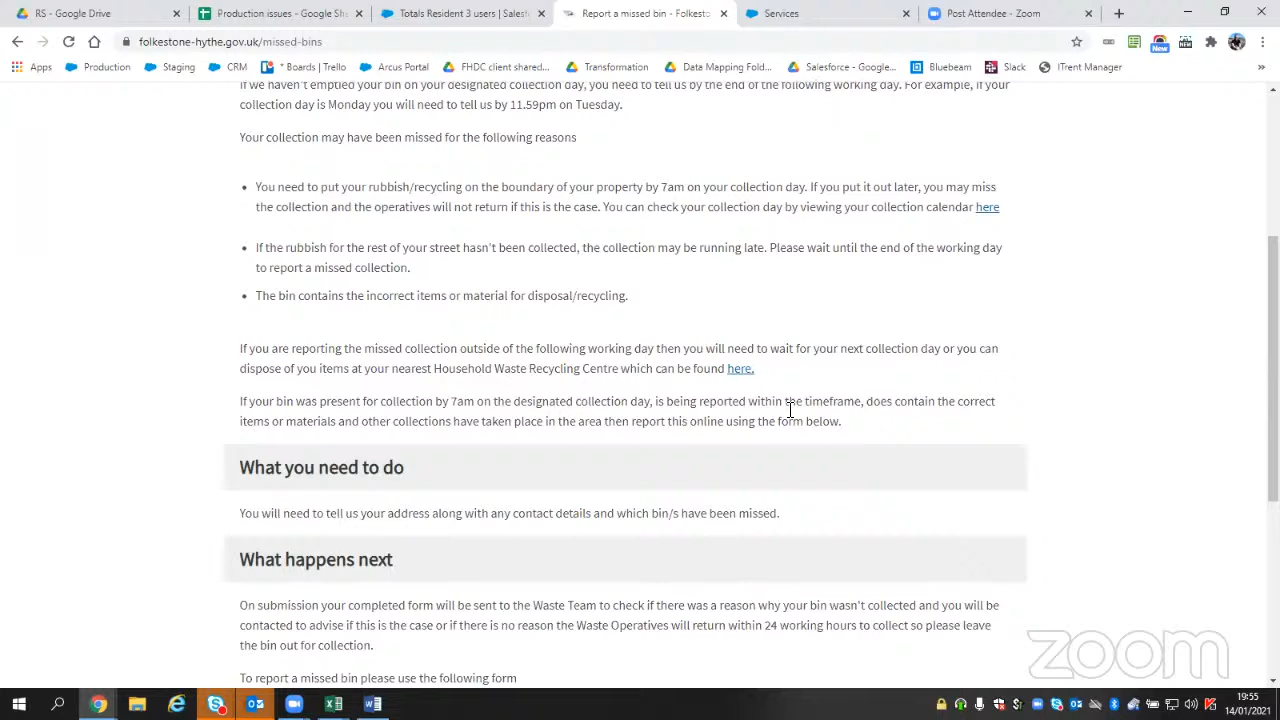 RS - Google Drive
Production issues - Google Sh
Totals Resident 3 users | Salesf
Report a missed bin - Folkesto
Services
Post Attendee - Zoom
folkestone-hythe.gov.uk/missed-bins
New
NEW
Apps
Production
Staging
CRM
* Boards | Trello
Arcus Portal
FHDC client shared...
Transformation
Data Mapping Fold...
Salesforce - Google...
Bluebeam
Slack
ITrent Manager
»
If we haven't emptied your bin on your designated collection day, you need to tell us by the end of the following working day. For example, if your
collection day is Monday you will need to tell us by 11.59pm on Tuesday.
Your collection may have been missed for the following reasons
• You need to put your rubbish/recycling on the boundary of your property by 7am on your collection day. If you put it out later, you may miss
the collection and the operatives will not return if this is the case. You can check your collection day by viewing your collection calendar here
• If the rubbish for the rest of your street hasn't been collected, the collection may be running late. Please wait until the end of the working day
to report a missed collection.
• The bin contains the incorrect items or material for disposal/recycling.
If you are reporting the missed collection outside of the following working day then you will need to wait for your next collection day or you can
dispose of you items at your nearest Household Waste Recycling Centre which can be found here.
If your bin was present for collection by 7am on the designated collection day, is being reported within the timeframe, does contain the correct
items or materials and other collections have taken place in the area then report this online using the form below.
What you need to do
You will need to tell us your address along with any contact details and which bin/s have been missed.
What happens next
On submission your completed form will be sent to the Waste Team to check if there was a reason why your bin wasn't collected and you will be
contacted to advise if this is the case or if there is no reason the Waste Operatives will return within 24 working hours to collect so please leave
the bin out for collection.
To report a missed bin please use the following form
zoom
19:55
14/01/2021